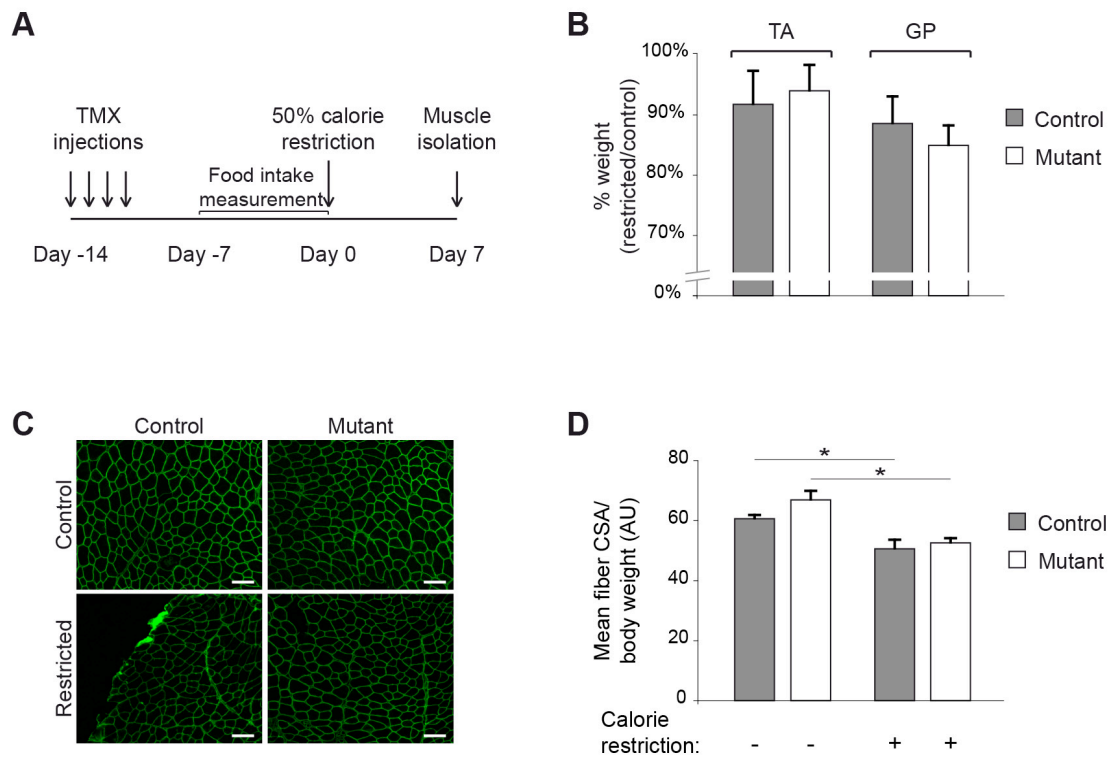 A
TMX
injections
50% calorie
restriction
Muscle
isolation
Food intake
measurement
Day -14
Day -7
Day 0
Day 7
B
TA
GP
100%
90%
80%
70%
0%
% weight
(restricted/control)
Control
Mutant
C
Control
Mutant
Control
Restricted
D
80
60
40
20
0
Mean fiber CSA/
body weight (AU)
*
*
Control
Mutant
Calorie
restriction:
- - + +